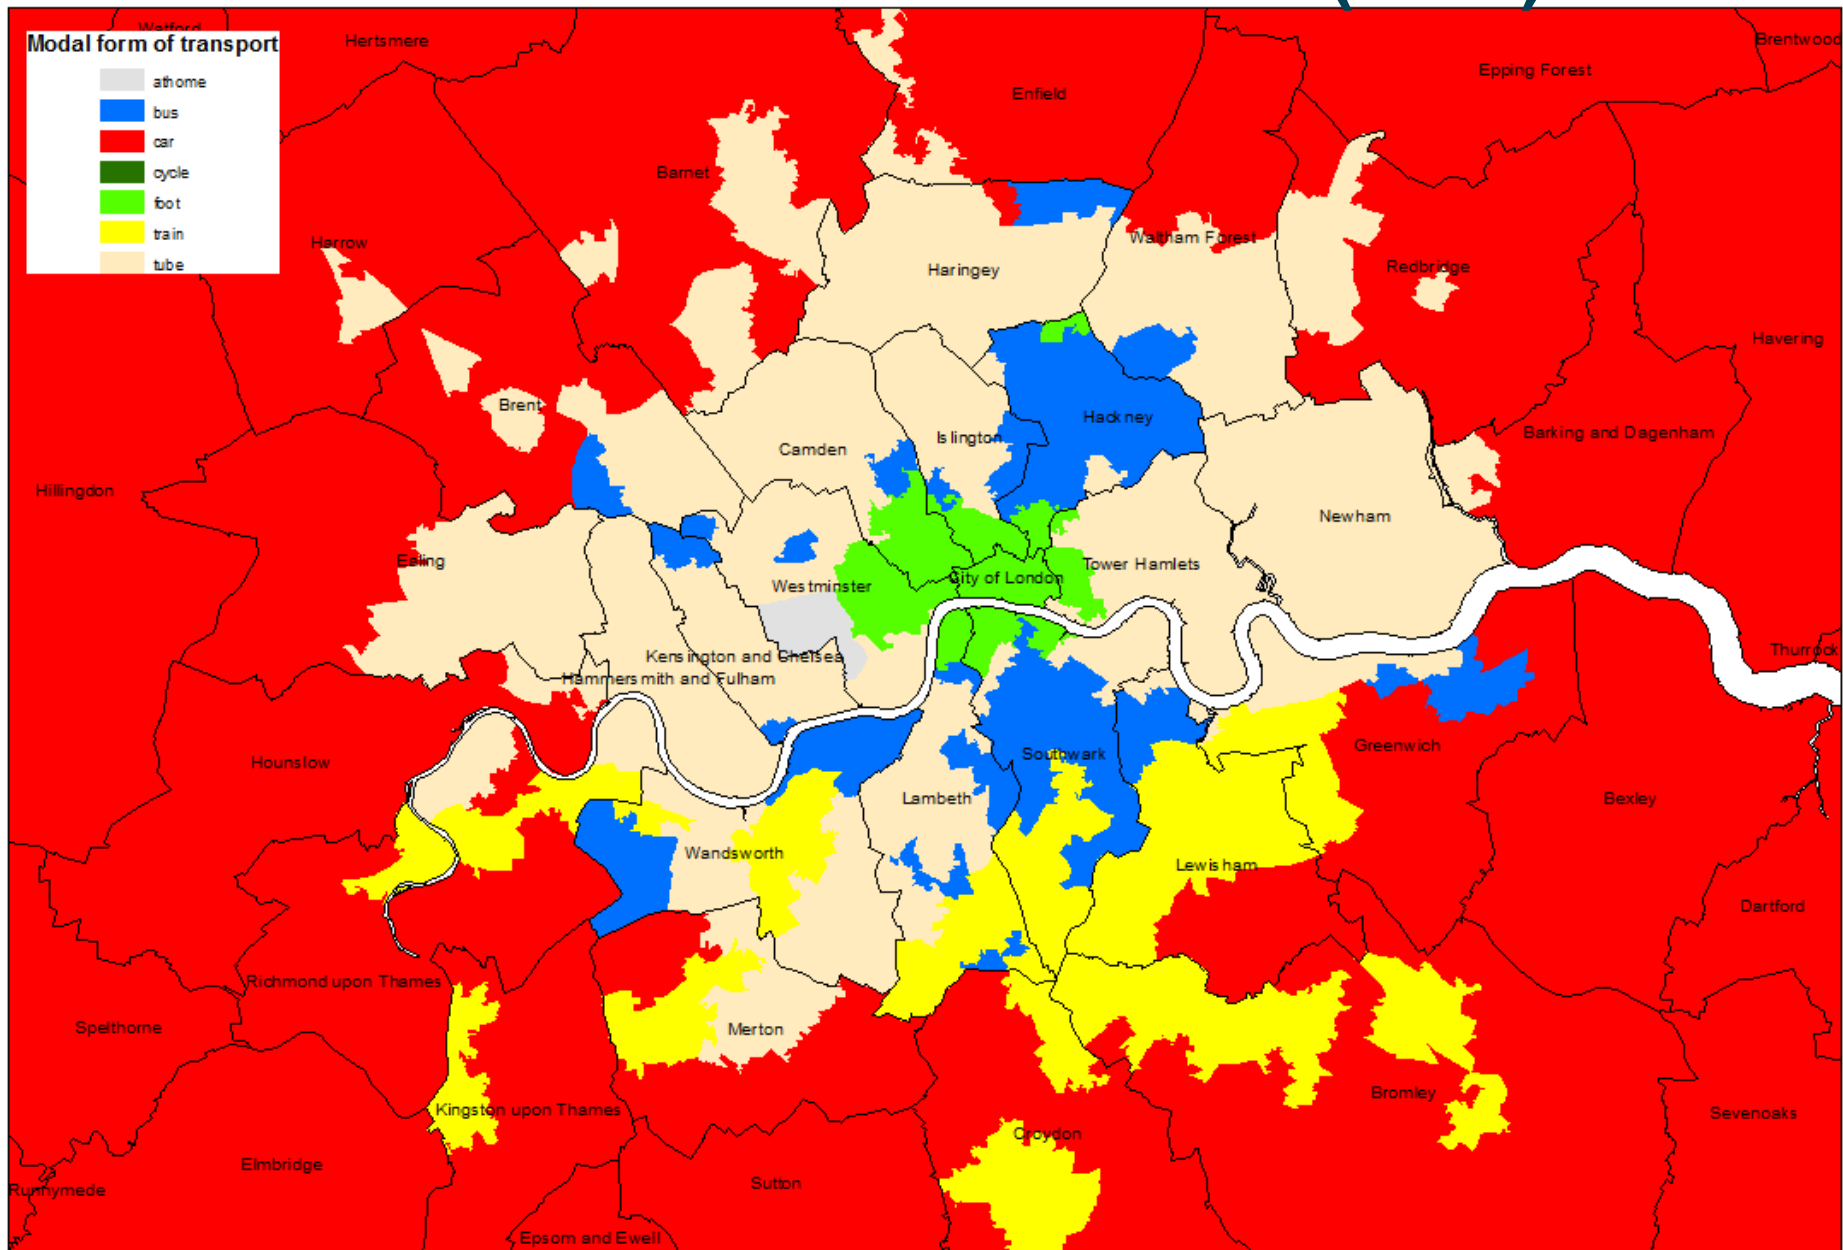 Watford
Modal form of transport
athome
bus
car
cycle
foot
train
tube
Hertsmere
Enfield
Epping Forest
Brentwood
Barnet
Harrow
Haringey
Waltham Forest
Redbridge
Havering
Brent
Camden
Islington
Hackney
Barking and Dagenham
Hillingdon
Newham
Ealing
Westminster
City of London
Tower Hamlets
Kensington and Chelsea
Hammersmith and Fulham
Thurrock
Hounslow
Southwark
Greenwich
Lambeth
Bexley
Wandsworth
Lewisham
Dartford
Richmond upon Thames
Spelthorne
Merton
Kingston upon Thames
Bromley
Sevenoaks
Croydon
Elmbridge
Runnymede
Sutton
Epsom and Ewell